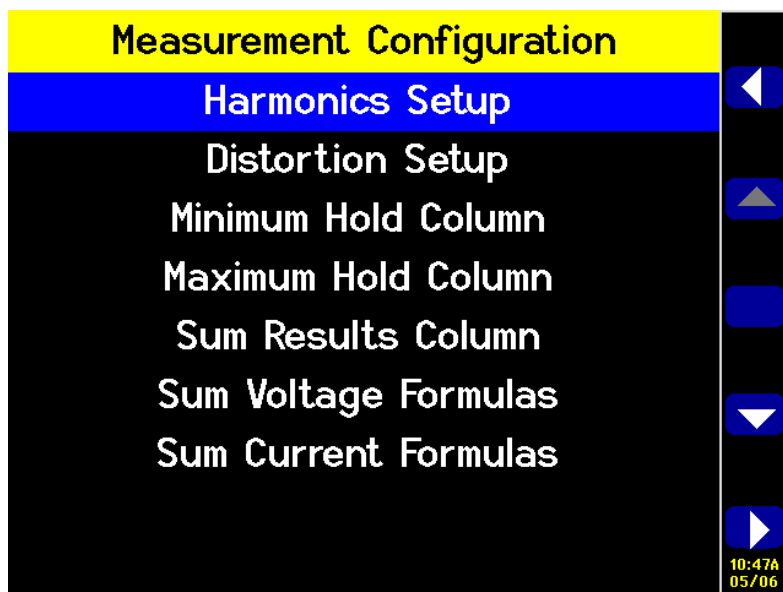 Measurement Configuration
Harmonics Setup
Distortion Setup
Minimum Hold Column
Maximum Hold Column
Sum Results Column
Sum Voltage Formulas
Sum Current Formulas
10:47A
05/06